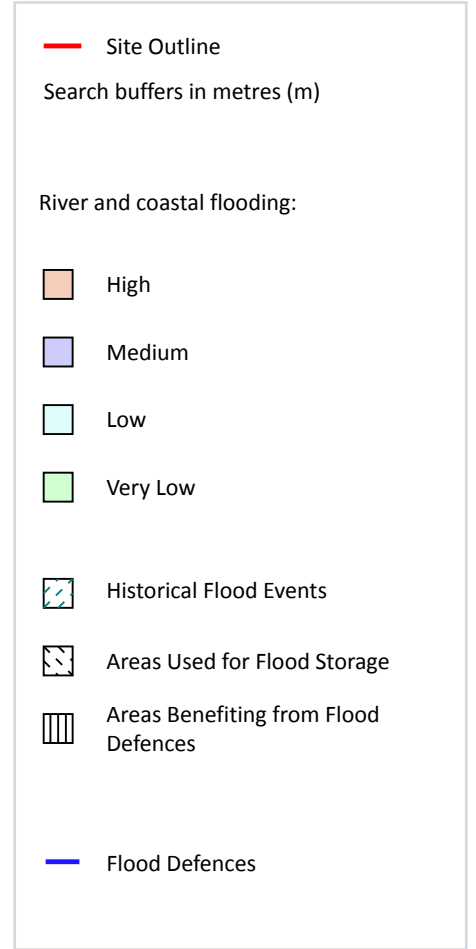 Site Outline
Search buffers in metres (m)
River and coastal flooding:
High
Medium
Low
Very Low
Historical Flood Events
Areas Used for Flood Storage
Areas Benefiting from Flood
Defences
Flood Defences